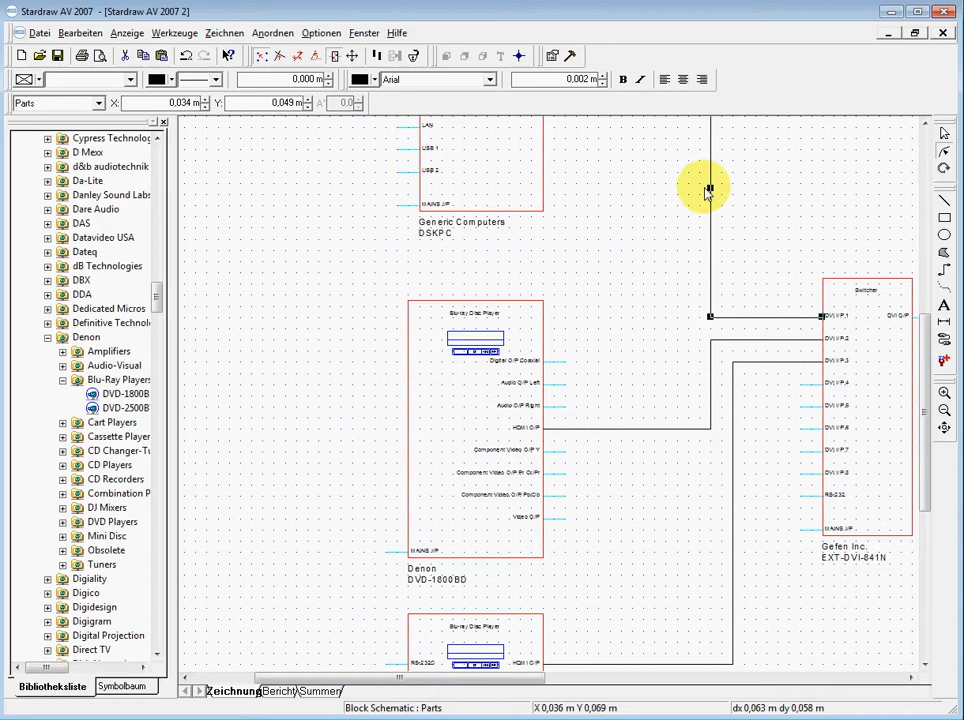 Stardraw AV 2007 - [Stardraw AV 2007 2]
Datei Bearbeiten Anzeige Werkzeuge Zeichnen Anordnen Optionen Fenster Hilfe
0,000 m Arial 0,002 m B I
Parts X: 0,034 m Y: 0,049 m A° 0,0
Cypress Technolog
D Mexx
d&b audiotechnik
Da-Lite
Danley Sound Labs
Dare Audio
DAS
Datavideo USA
Dateq
dB Technologies
DBX
DDA
Dedicated Micros
Definitive Technolo
Denon
Amplifiers
Audio-Visual
Blu-Ray Players
DVD-1800B
DVD-2500B
Cart Players
Cassette Player
CD Changer-Tu
CD Players
CD Recorders
Combination P
DJ Mixers
DVD Players
Mini Disc
Obsolete
Tuners
Digiality
Digico
Digidesign
Digigram
Digital Projection
Direct TV
Bibliotheksliste Symbolbaum
LAN
USB 1
USB 2
MAINS I/P
Generic Computers
DSKPC
Blu-ray Disc Player
Digital O/P Coaxial
Audio O/P Left
Audio O/P Right
HDMI O/P
Component Video O/P Y
Component Video O/P Pr Cr/Pr
Component Video O/P Pb/Cb
Video O/P
MAINS I/P
Denon
DVD-1800BD
Blu-ray Disc Player
RS-232C HDMI O/P
Switcher
DVI I/P 1 DVI O/P
DVI I/P 2
DVI I/P 3
DVI I/P 4
DVI I/P 5
DVI I/P 6
DVI I/P 7
DVI I/P 8
RS-232
MAINS I/P
Gefen Inc.
EXT-DVI-841N
Zeichnung Bericht Summen
Block Schematic : Parts X 0,036 m Y 0,069 m dx 0,063 m dy 0,058 m